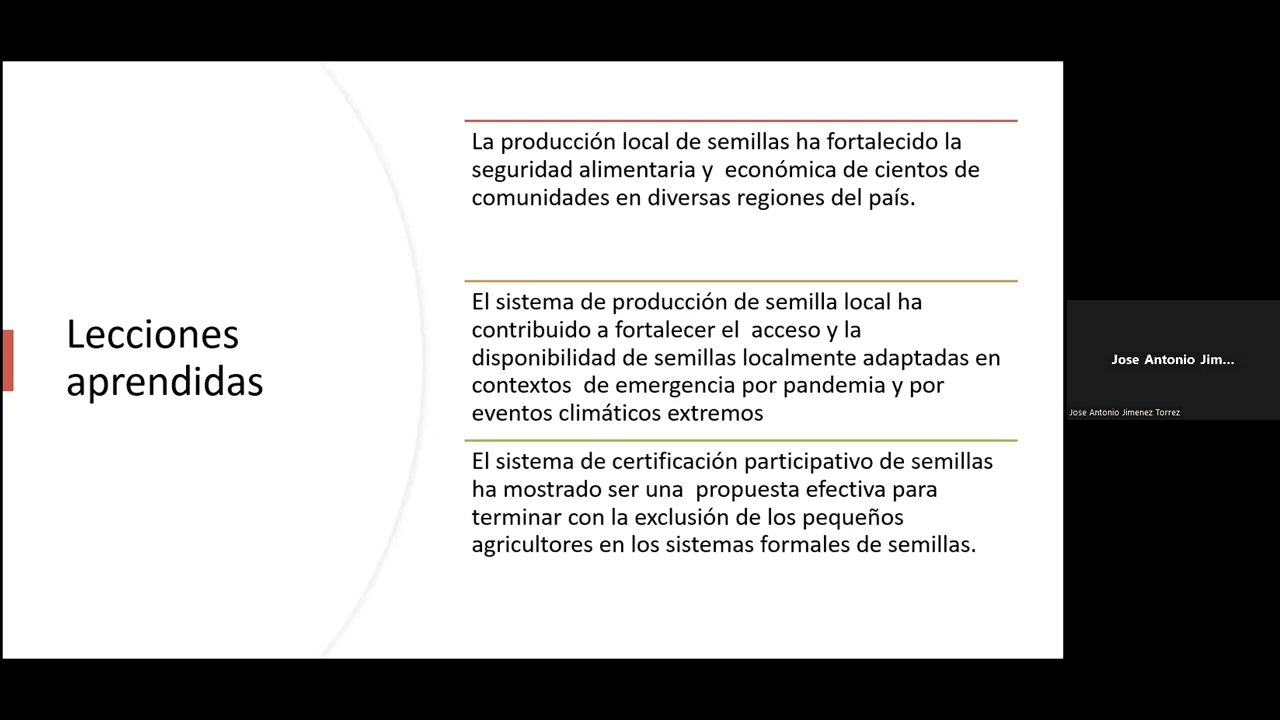 Lecciones
aprendidas
La producción local de semillas ha fortalecido la
seguridad alimentaria y  económica de cientos de
comunidades en diversas regiones del país.
El sistema de producción de semilla local ha
contribuido a fortalecer el  acceso y la
disponibilidad de semillas localmente adaptadas en
contextos  de emergencia por pandemia y por
eventos climáticos extremos
El sistema de certificación participativo de semillas
ha mostrado ser una  propuesta efectiva para
terminar con la exclusión de los pequeños
agricultores en los sistemas formales de semillas.
Jose Antonio Jim...
Jose Antonio Jimenez Torrez